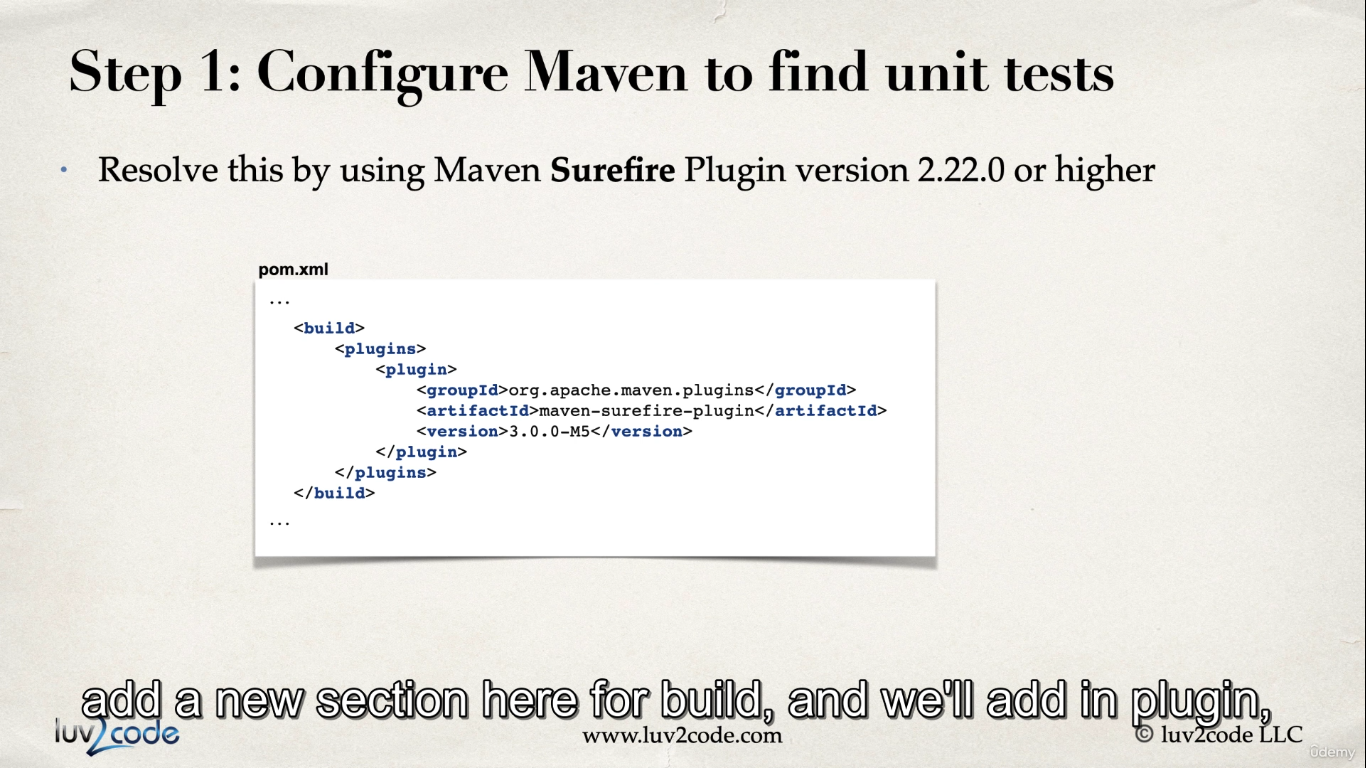 Step 1: Configure Maven to find unit tests
• Resolve this by using Maven Surefire Plugin version 2.22.0 or higher
pom.xml
...
<build>
<plugins>
<plugin>
<groupId>org.apache.maven.plugins</groupId>
<artifactId>maven-surefire-plugin</artifactId>
<version>3.0.0-M5</version>
</plugin>
</plugins>
</build>
...
add a new section here for build, and we'll add in plugin,
luv2code www.luv2code.com © luv2code LLC
ûdemy